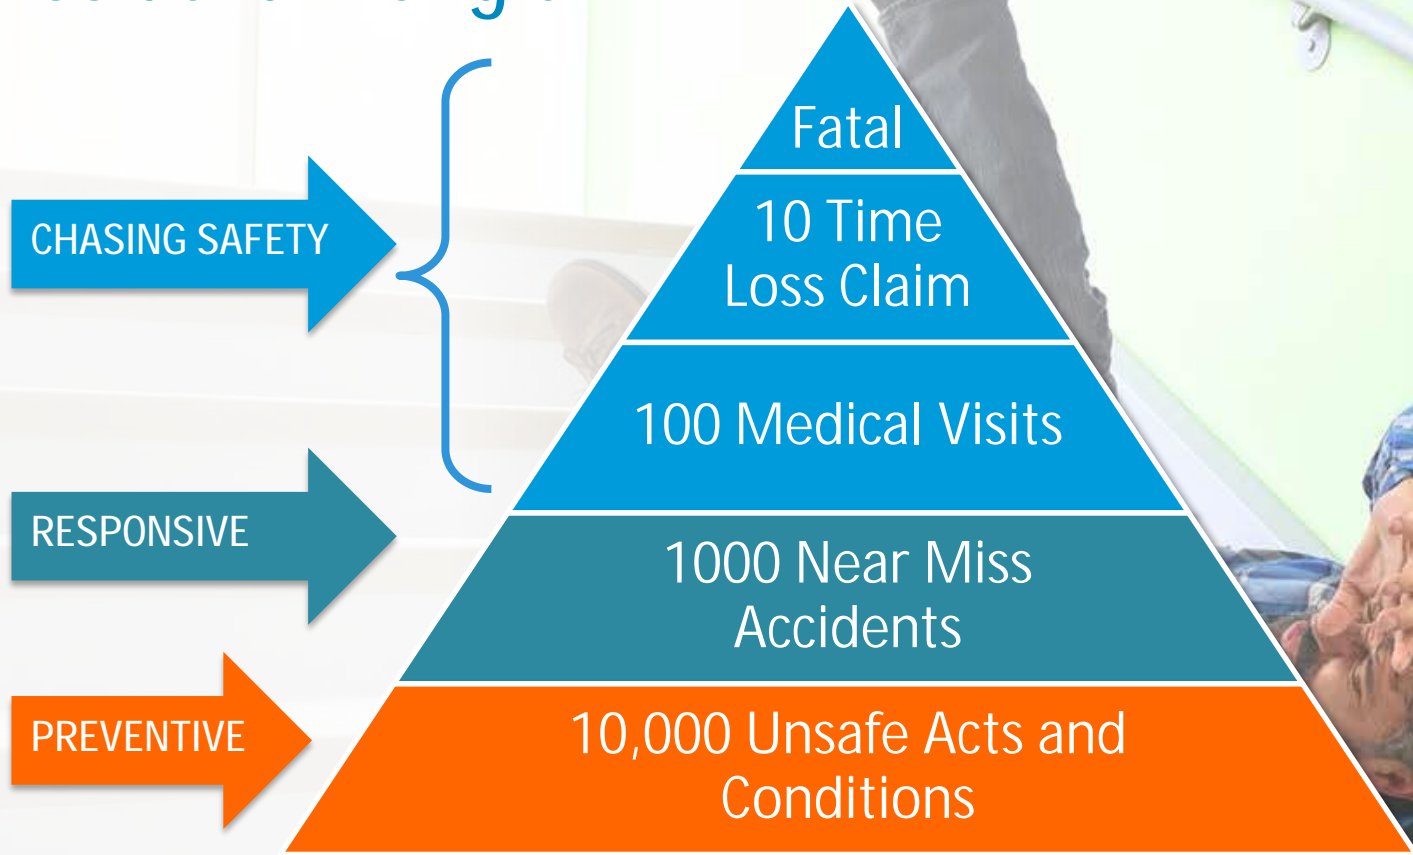 Fatal
10 Time
Loss Claim
CHASING SAFETY
100 Medical Visits
RESPONSIVE
1000 Near Miss
Accidents
PREVENTIVE
10,000 Unsafe Acts and
Conditions